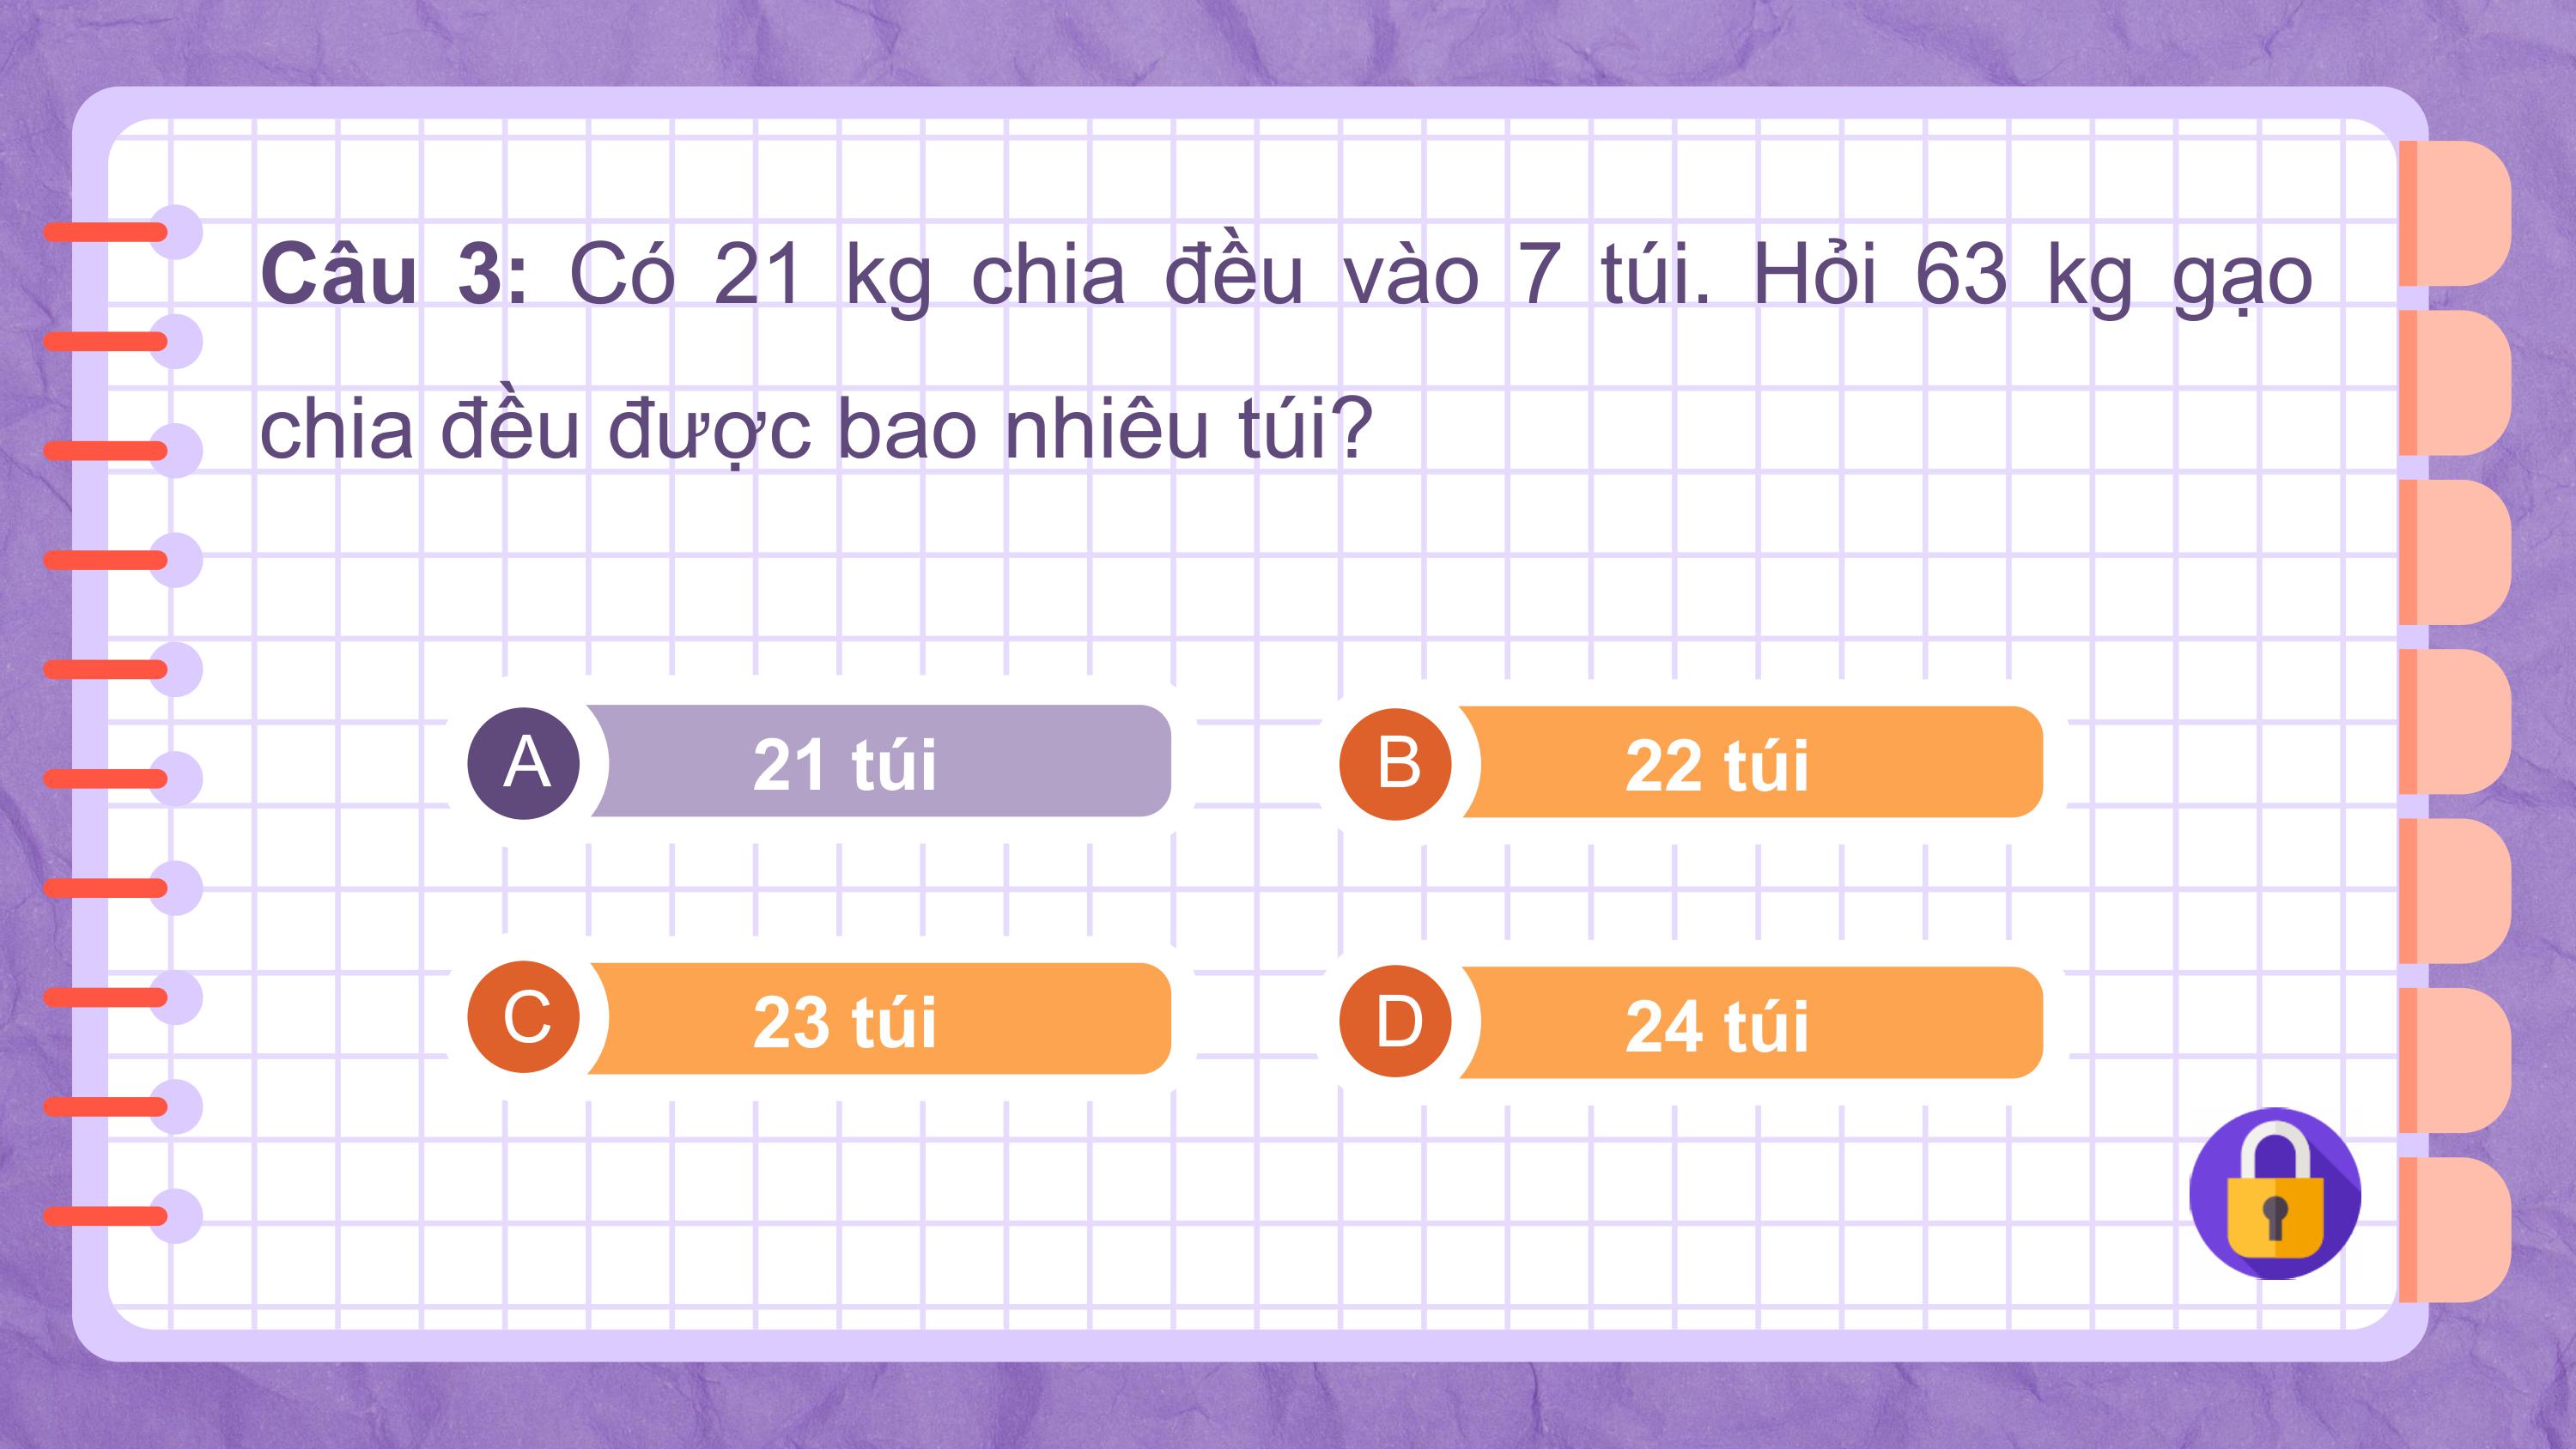 Câu 3: Có 21 kg chia đều vào 7 túi. Hỏi 63 kg gạo
chia đều được bao nhiêu túi?
A 21 túi
B 22 túi
C 23 túi
D 24 túi